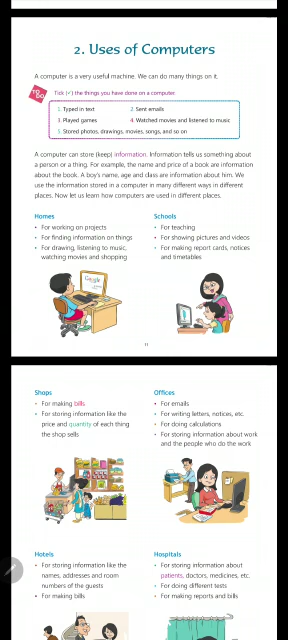 2. Uses of Computers
A computer is a very useful machine. We can do many things on it.
TO DO
Tick (✓) the things you have done on a computer.
1. Typed in text
2. Sent emails
3. Played games
4. Watched movies and listened to music
5. Stored photos, drawings, movies, songs, and so on
A computer can store (keep) information. Information tells us something about
a person or a thing. For example, the name and price of a book are information
about the book. A boy's name, age and class are information about him. We
use the information stored in a computer in many different ways in different
places. Now let us learn how computers are used in different places.
Homes
• For working on projects
• For finding information on things
• For drawing, listening to music,
watching movies and shopping
Schools
• For teaching
• For showing pictures and videos
• For making report cards, notices
and timetables
Google
11
Shops
• For making bills
• For storing information like the
price and quantity of each thing
the shop sells
Offices
• For emails
• For writing letters, notices, etc.
• For doing calculations
• For storing information about work
and the people who do the work
Hotels
• For storing information like the
names, addresses and room
numbers of the guests
• For making bills
Hospitals
• For storing information about
patients, doctors, medicines, etc.
• For doing different tests
• For making reports and bills